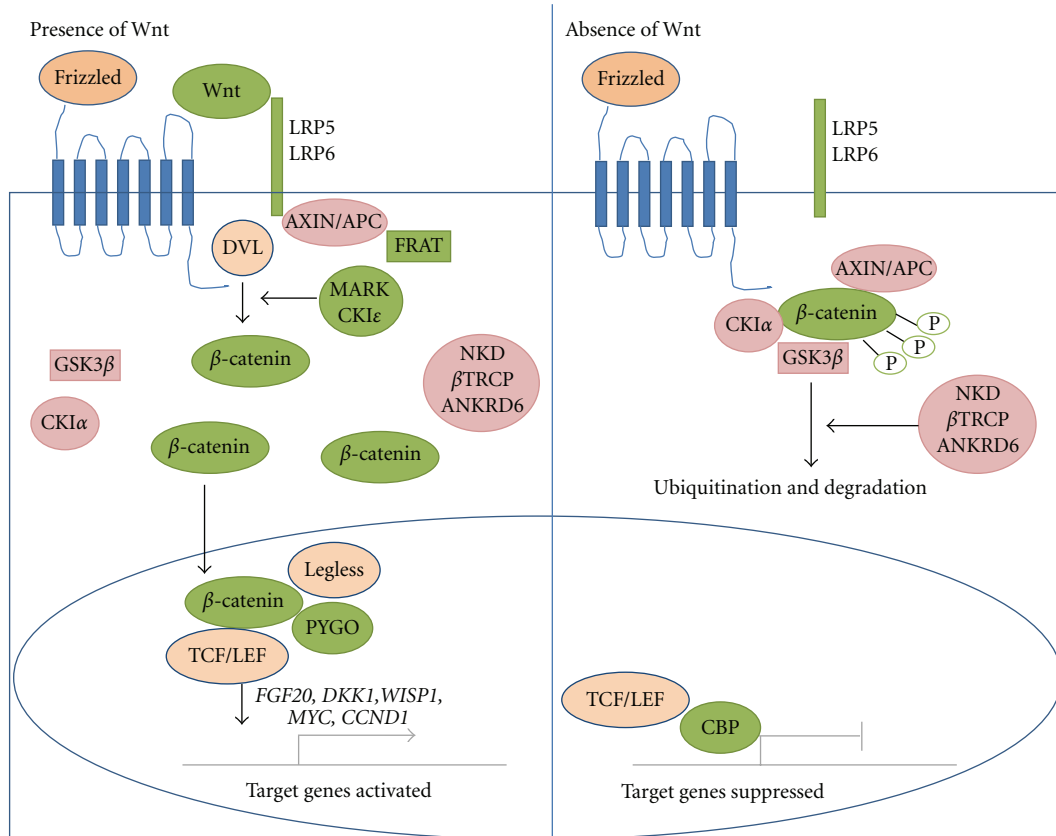 Presence of Wnt
Frizzled
Wnt
LRP5
LRP6
AXIN/APC
DVL
FRAT
MARK
CKIε
β-catenin
GSK3β
NKD
βTRCP
ANKRD6
CKIα
β-catenin
β-catenin
Legless
β-catenin
PYGO
TCF/LEF
FGF20, DKK1,WISP1,
MYC, CCND1
Target genes activated
Absence of Wnt
Frizzled
LRP5
LRP6
AXIN/APC
β-catenin
CKIα
P
P
P
GSK3β
NKD
βTRCP
ANKRD6
Ubiquitination and degradation
TCF/LEF
CBP
Target genes suppressed